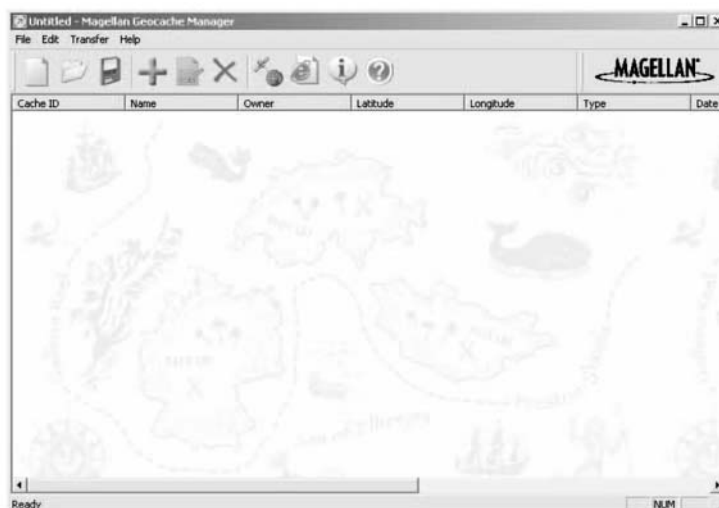 Untitled - Magellan Geocache Manager
File Edit Transfer Help
MAGELLAN
Cache ID Name Owner Latitude Longitude Type Date
Ready NUM